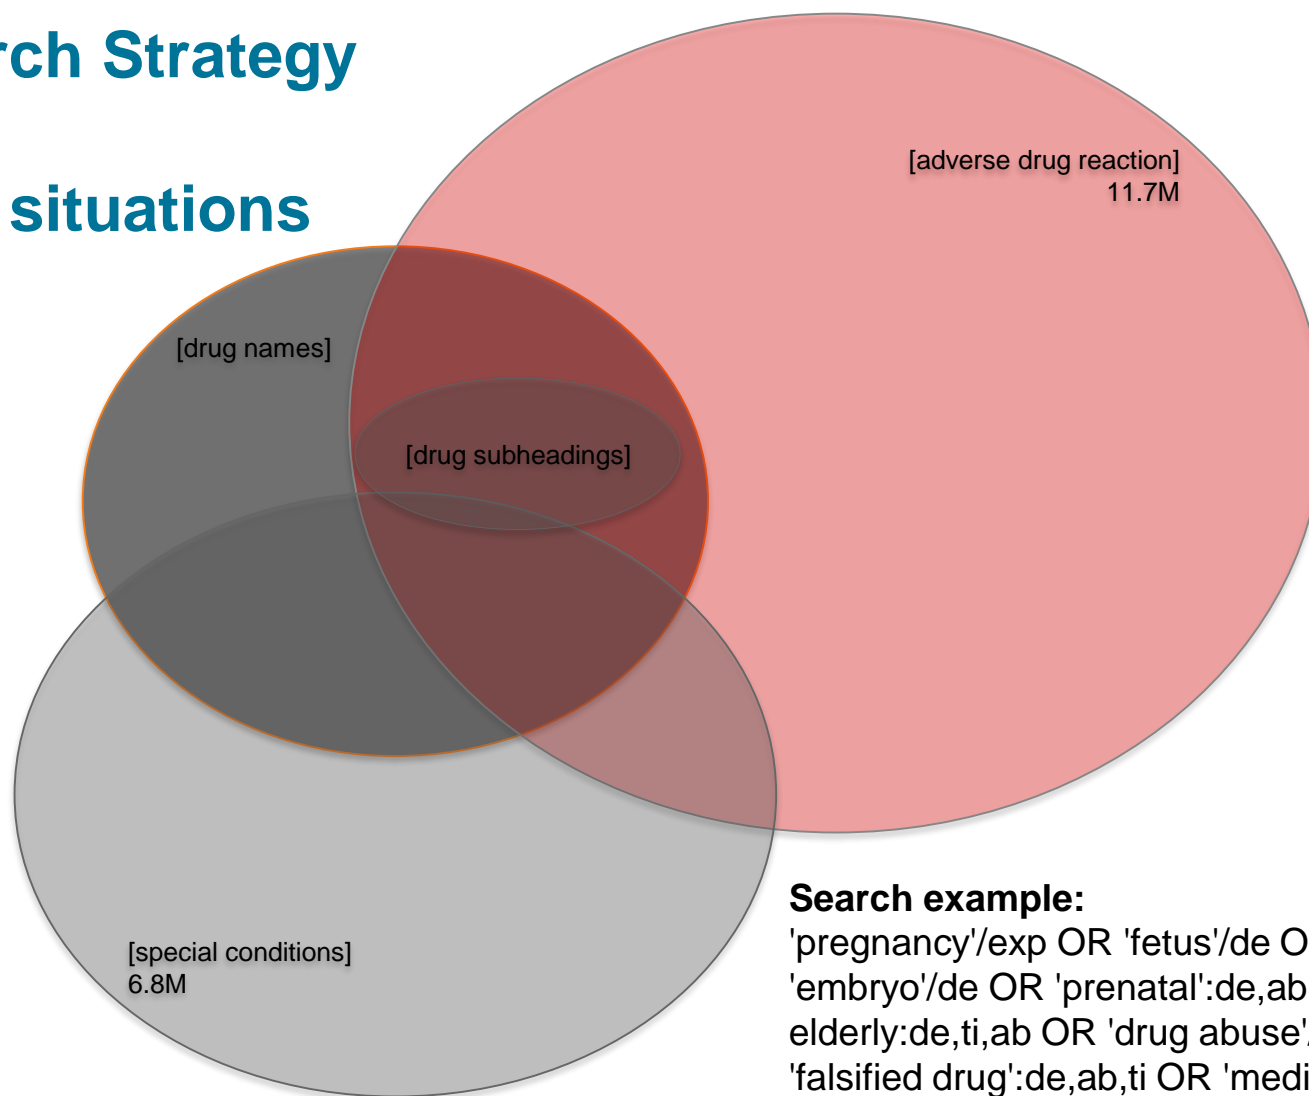 rch Strategy
situations
[adverse drug reaction]
11.7M
[drug names]
[drug subheadings]
[special conditions]
6.8M
Search example:
'pregnancy'/exp OR 'fetus'/de O
'embryo'/de OR 'prenatal':de,ab
elderly:de,ti,ab OR 'drug abuse'/
'falsified drug':de,ab,ti OR 'medi